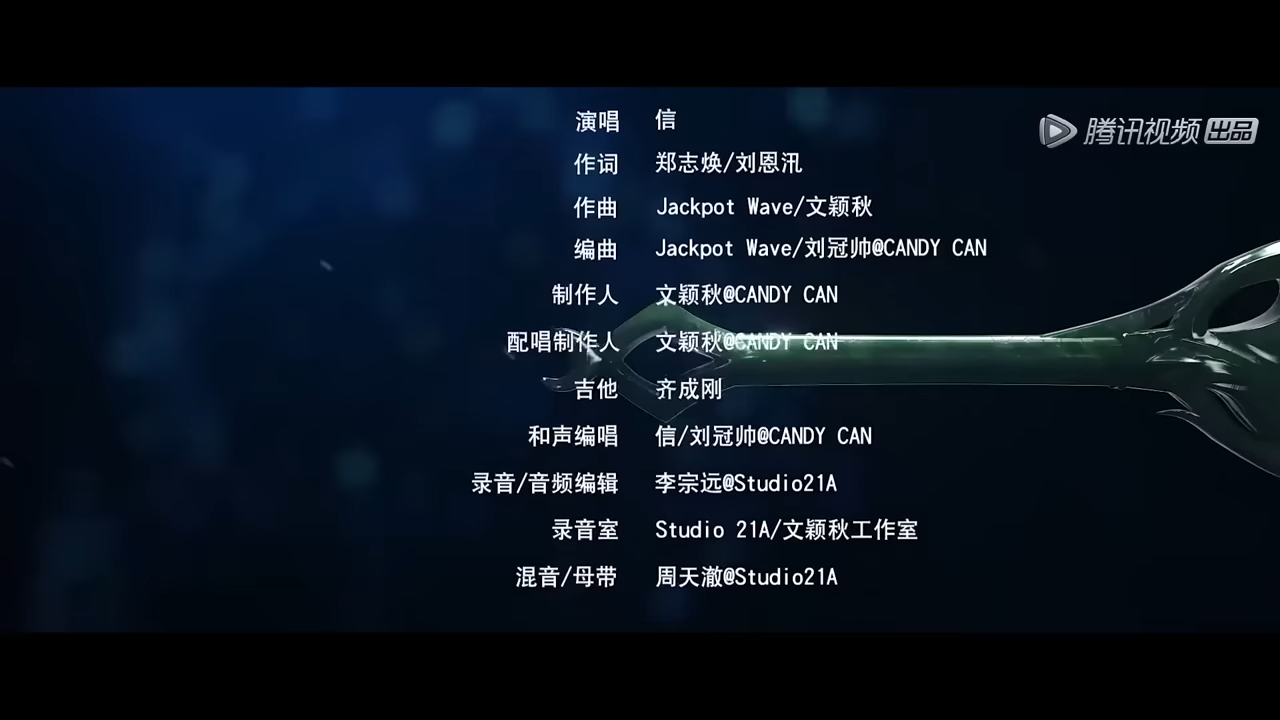 腾讯视频 出品
演唱 信
作词 郑志焕/刘恩汛
作曲 Jackpot Wave/文颖秋
编曲 Jackpot Wave/刘冠帅@CANDY CAN
制作人 文颖秋@CANDY CAN
配唱制作人 文颖秋@CANDY CAN
吉他 齐成刚
和声编唱 信/刘冠帅@CANDY CAN
录音/音频编辑 李宗远@Studio21A
录音室 Studio 21A/文颖秋工作室
混音/母带 周天澈@Studio21A